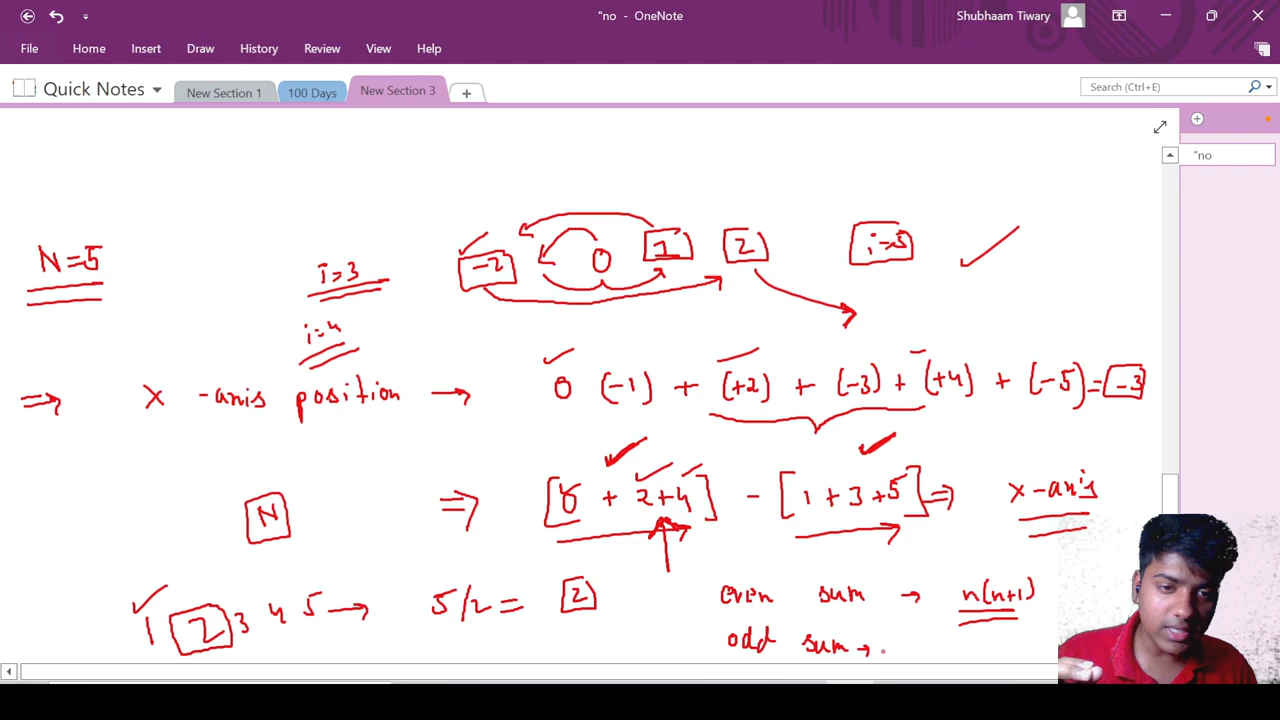 "no - OneNote
Shubhaam Tiwary
File Home Insert Draw History Review View Help
Quick Notes New Section 1 100 Days New Section 3
Search (Ctrl+E)
"no
N=5
i=3
-2 0 1 2
i=5
i=4
⇒ X -axis position → 0 (-1) + (+2) + (-3) + (+4) + (-5) = -3
N ⇒ [0 + 2+4] - [1 + 3 +5] ⇒ x-axis
1 2 3 4 5 → 5/2 = 2
even sum → n(n+1)
odd sum →